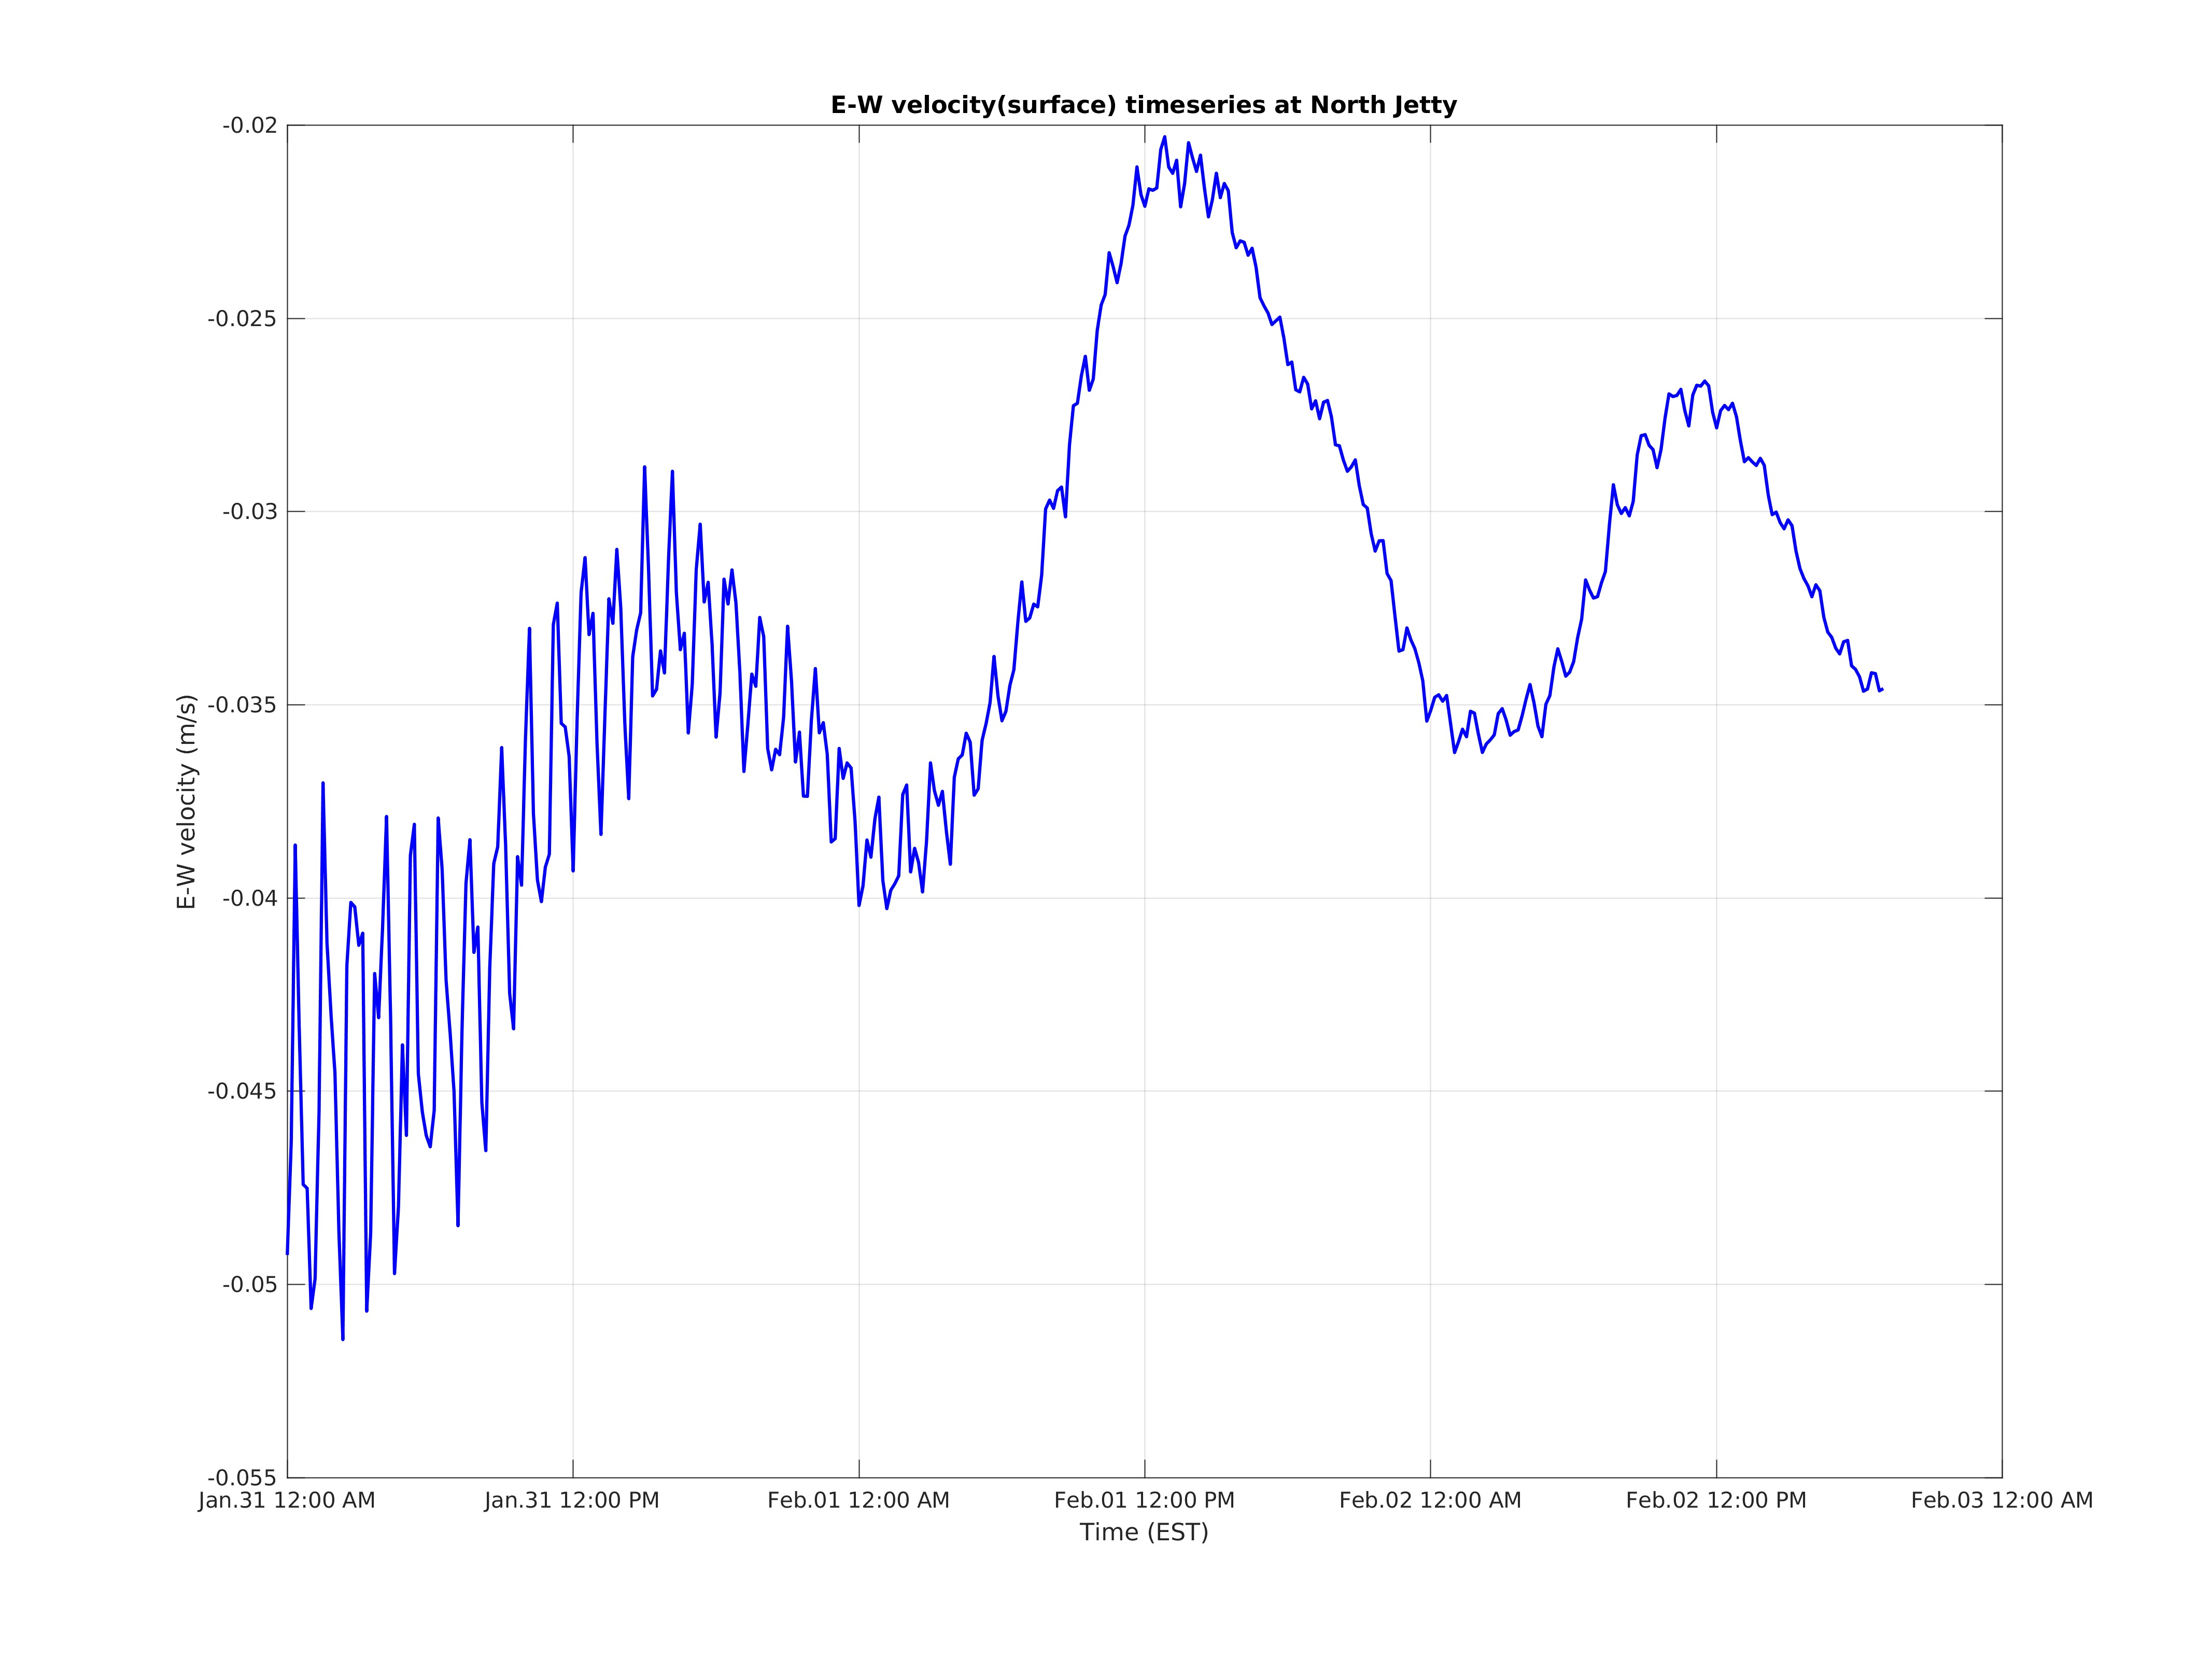 E-W velocity(surface) timeseries at North Jetty
-0.02
-0.025
-0.03
-0.035
-0.04
-0.045
-0.05
-0.055
E-W velocity (m/s)
Jan.31 12:00 AM
Jan.31 12:00 PM
Feb.01 12:00 AM
Feb.01 12:00 PM
Feb.02 12:00 AM
Feb.02 12:00 PM
Feb.03 12:00 AM
Time (EST)